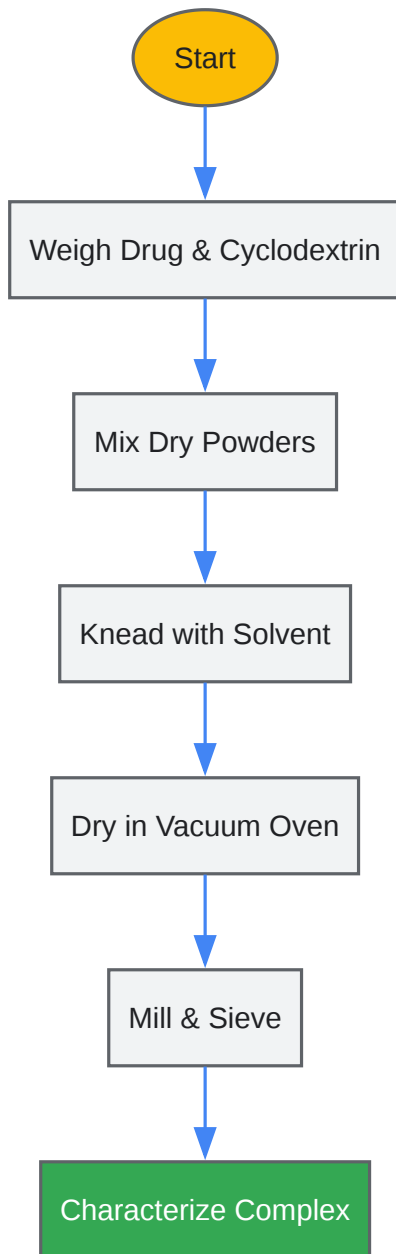 Start
Weigh Drug & Cyclodextrin
Mix Dry Powders
Knead with Solvent
Dry in Vacuum Oven
Mill & Sieve
Characterize Complex